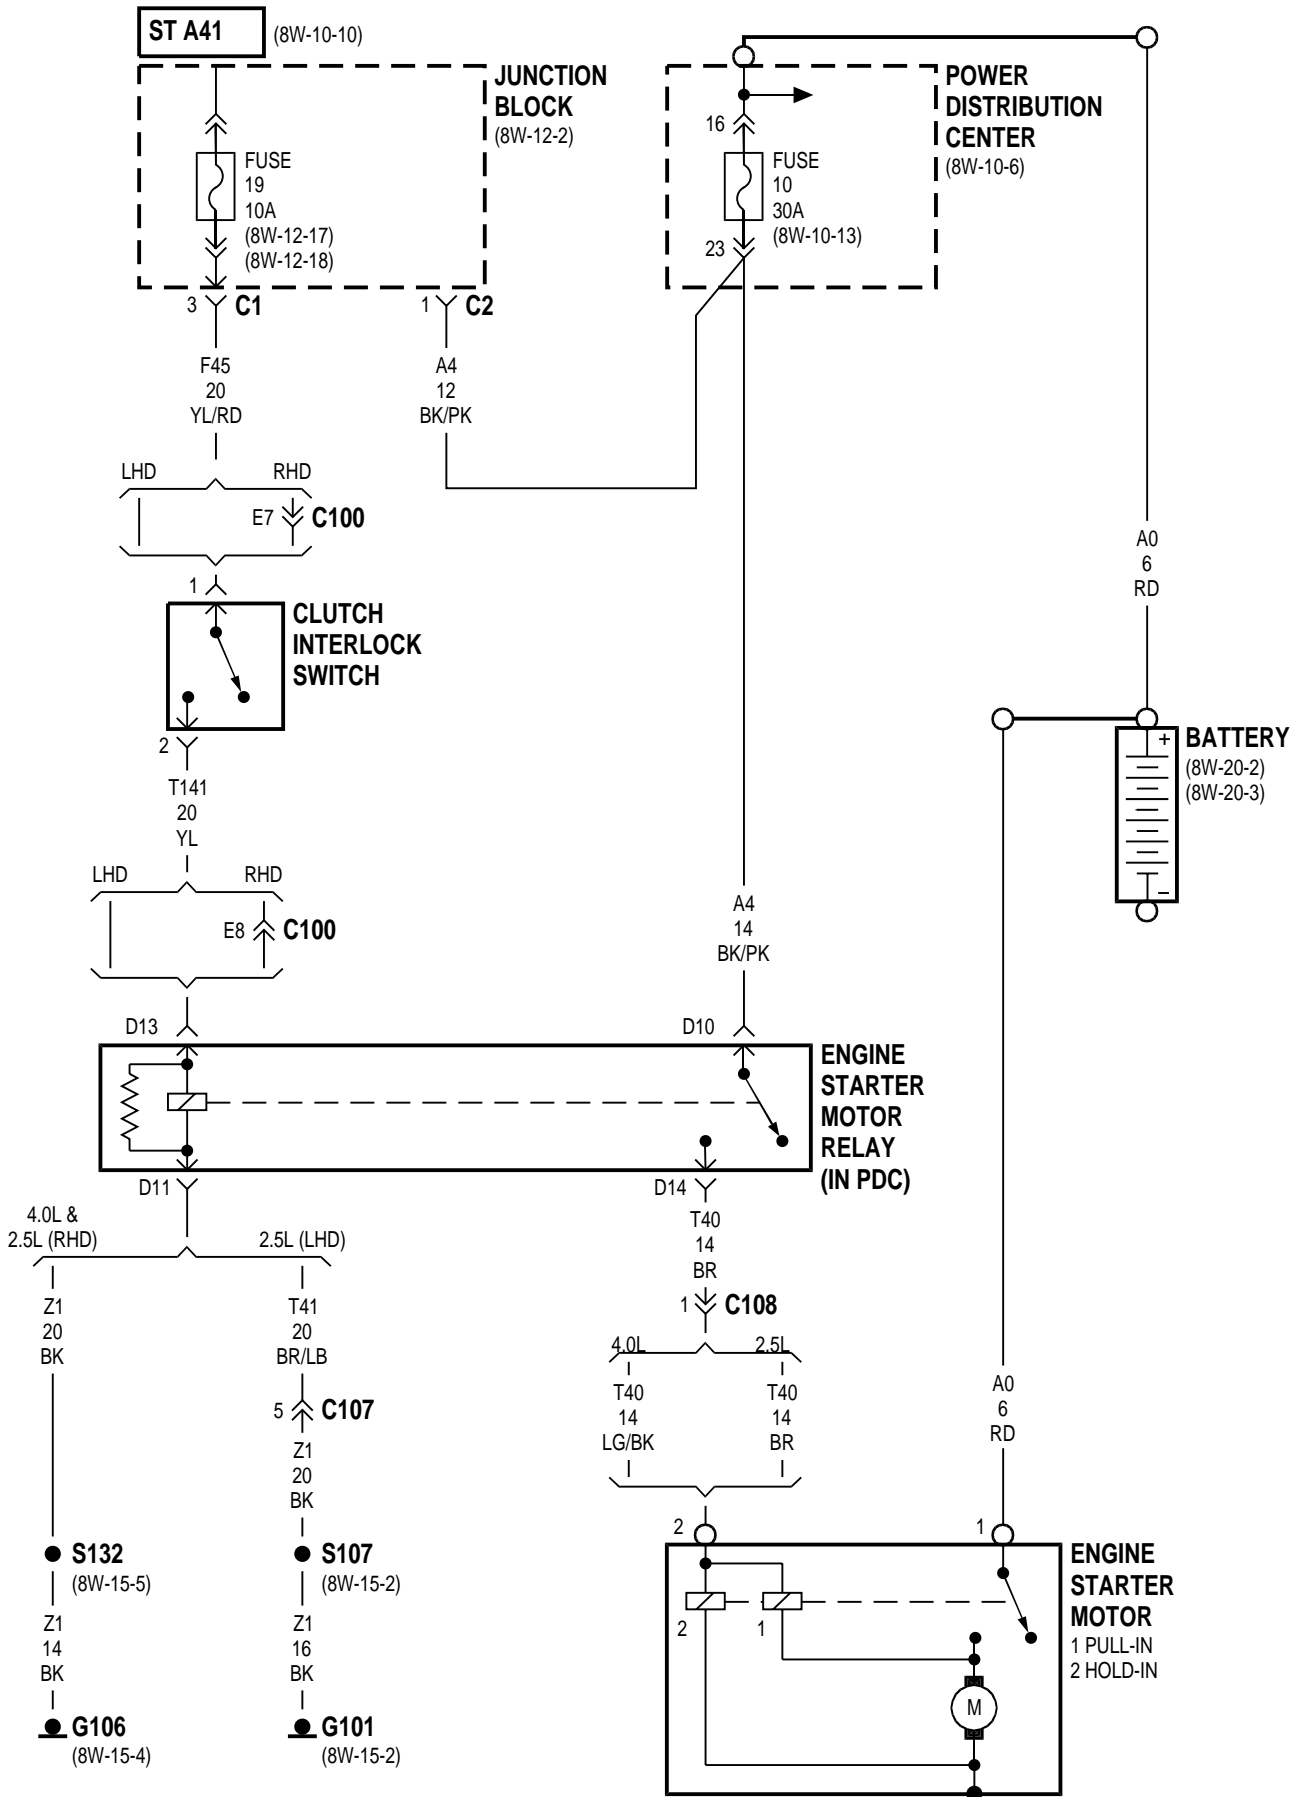 ST A41
(8W-10-10)
JUNCTION
BLOCK
(8W-12-2)
POWER
DISTRIBUTION
CENTER
(8W-10-6)
FUSE
19
10A
(8W-12-17)
(8W-12-18)
16
FUSE
10
30A
(8W-10-13)
23
3
C1
1
C2
F45
20
YL/RD
A4
12
BK/PK
LHD
RHD
E7
C100
A0
6
RD
1
CLUTCH
INTERLOCK
SWITCH
2
+
BATTERY
(8W-20-2)
(8W-20-3)
–
T141
20
YL
LHD
RHD
E8
C100
A4
14
BK/PK
D13
D10
ENGINE
STARTER
MOTOR
RELAY
(IN PDC)
D11
D14
4.0L &
2.5L (RHD)
2.5L (LHD)
T40
14
BR
Z1
20
BK
T41
20
BR/LB
1
C108
4.0L
2.5L
5
C107
T40
14
LG/BK
T40
14
BR
A0
6
RD
Z1
20
BK
S132
(8W-15-5)
S107
(8W-15-2)
2
1
ENGINE
STARTER
MOTOR
1 PULL-IN
2 HOLD-IN
2
1
M
Z1
14
BK
Z1
16
BK
G106
(8W-15-4)
G101
(8W-15-2)